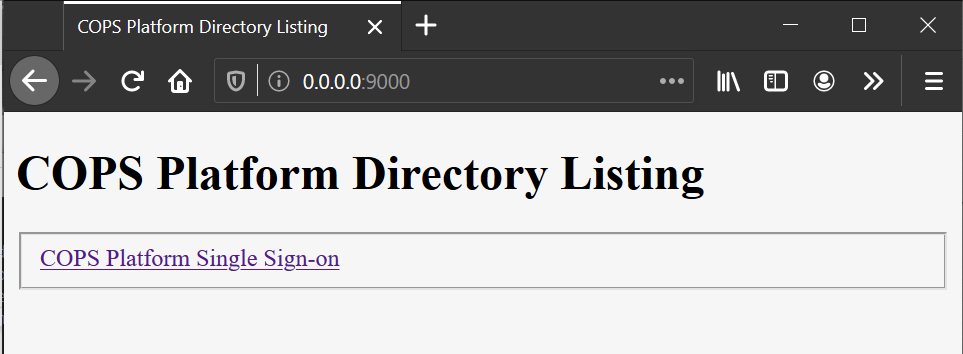 COPS Platform Directory Listing
0.0.0.0:9000
COPS Platform Directory Listing
COPS Platform Single Sign-on